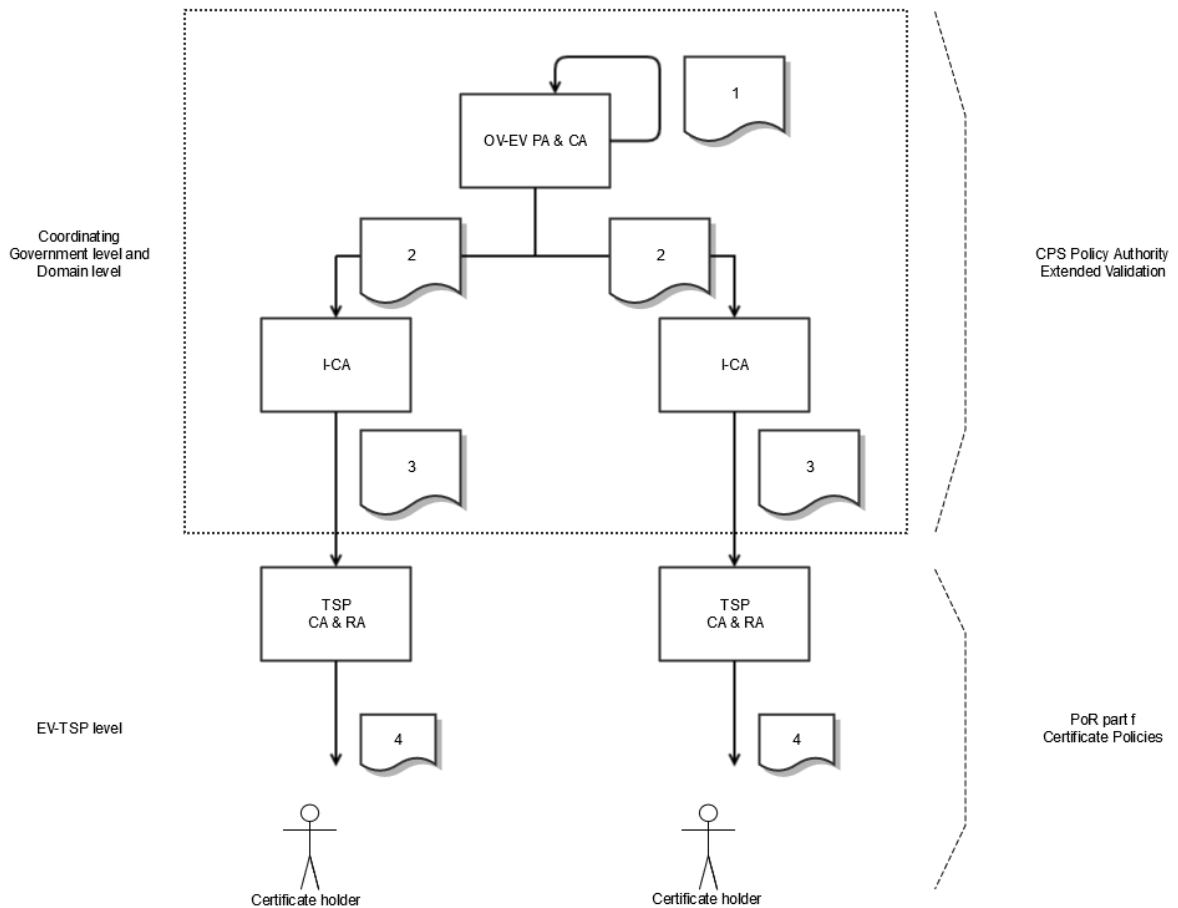 1
OV-EV PA & CA
Coordinating
Government level and
Domain level
2
2
CPS Policy Authority
Extended Validation
I-CA
I-CA
3
3
TSP
CA & RA
TSP
CA & RA
EV-TSP level
4
4
PoR part f
Certificate Policies
Certificate holder
Certificate holder